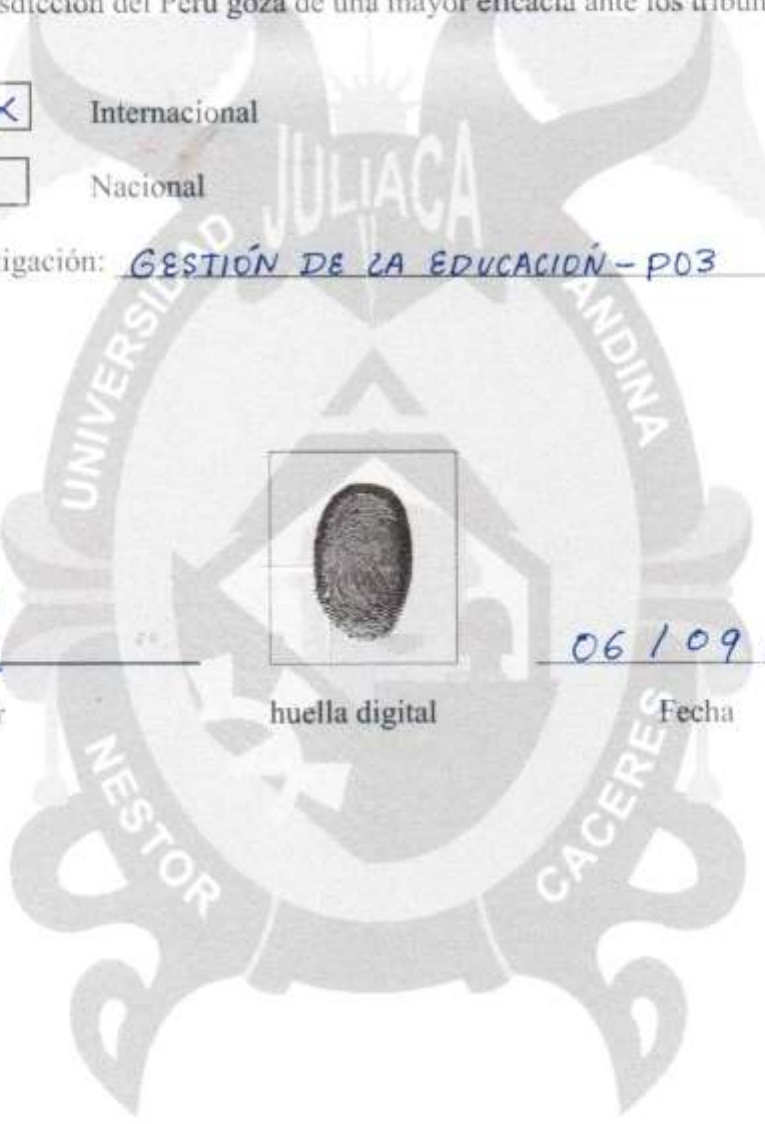 sdicción del Perú goza de una mayor eficacia ante los tribun
X Internacional
Nacional
igación: GESTIÓN DE LA EDUCACIÓN - P03
06 / 09
r huella digital Fecha
UNIVERSIDAD ANDINA
JULIACA
NESTOR CACERES